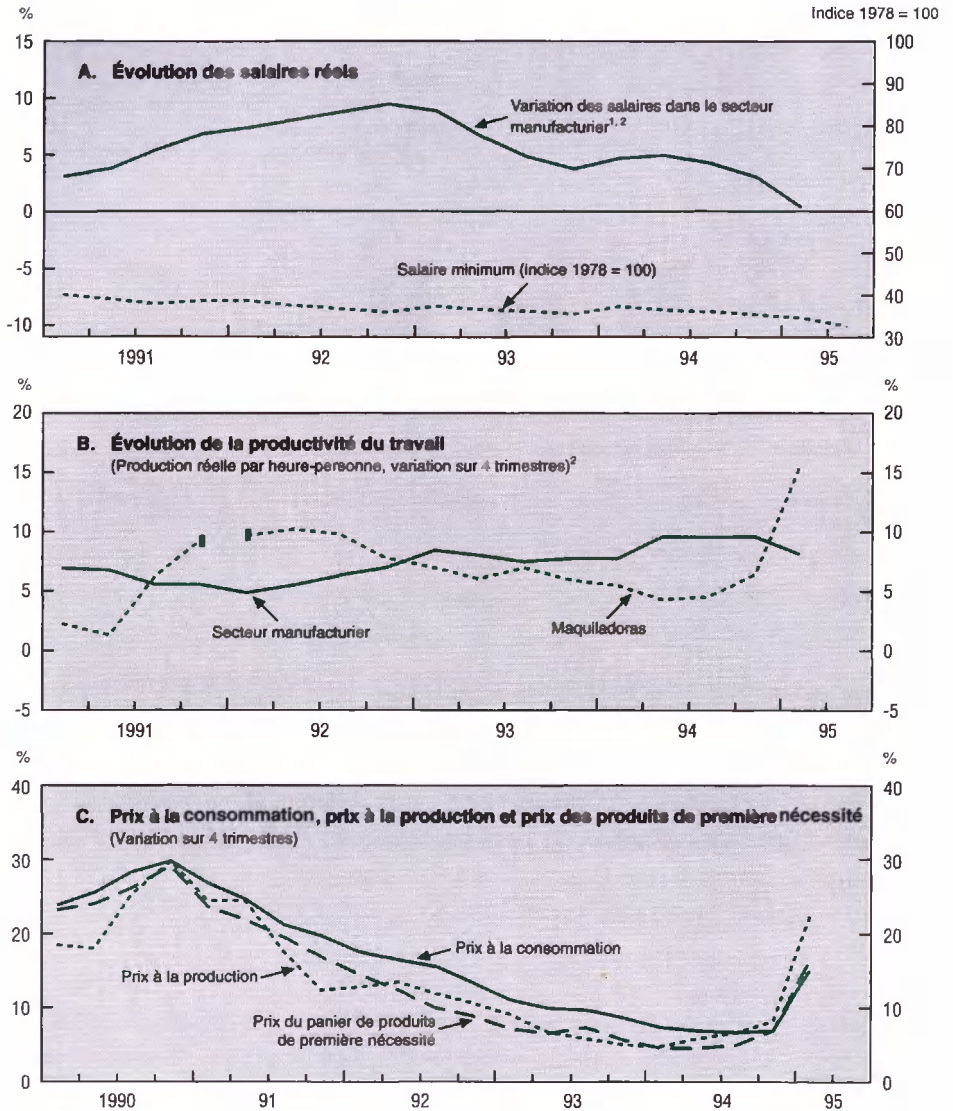 %
Indice 1978 = 100
A. Évolution des salaires réels
Variation des salaires dans le secteur
manufacturier1, 2
Salaire minimum (indice 1978 = 100)
15
10
5
0
-5
-10
100
90
80
70
60
50
40
30
1991 92 93 94 95
%
%
B. Évolution de la productivité du travail
(Production réelle par heure-personne, variation sur 4 trimestres)2
Secteur manufacturier
Maquiladoras
20
15
10
5
0
-5
20
15
10
5
0
-5
1991 92 93 94 95
%
%
C. Prix à la consommation, prix à la production et prix des produits de première nécessité
(Variation sur 4 trimestres)
Prix à la consommation
Prix à la production
Prix du panier de produits
de première nécessité
40
30
20
10
0
40
30
20
10
0
1990 91 92 93 94 95